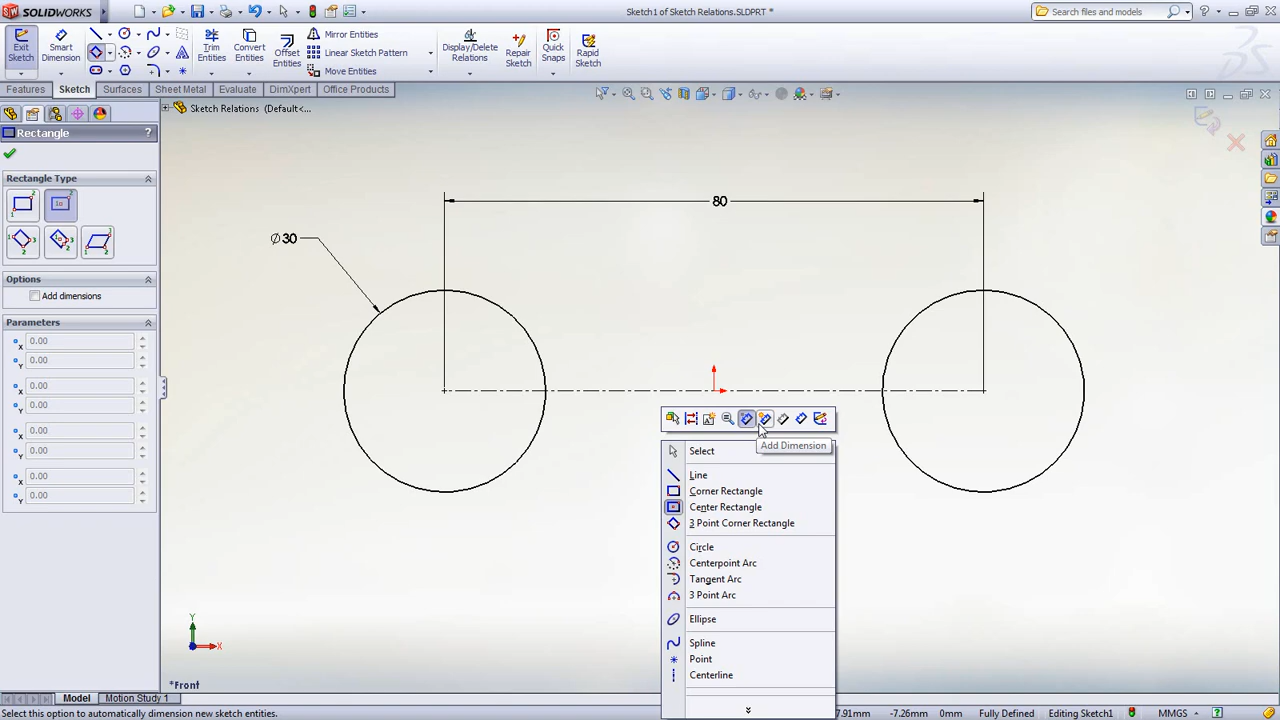 SOLIDWORKS
Sketch1 of Sketch Relations.SLDPRT *
Search files and models
Exit Sketch
Smart Dimension
Trim Entities
Convert Entities
Offset Entities
Mirror Entities
Linear Sketch Pattern
Move Entities
Display/Delete Relations
Repair Sketch
Quick Snaps
Rapid Sketch
Features
Sketch
Surfaces
Sheet Metal
Evaluate
DimXpert
Office Products
Sketch Relations (Default<...
Rectangle
?
Rectangle Type
Options
Add dimensions
Parameters
X 0.00
Y 0.00
X 0.00
Y 0.00
X 0.00
Y 0.00
X 0.00
Y 0.00
80
∅30
Add Dimension
Select
Line
Corner Rectangle
Center Rectangle
3 Point Corner Rectangle
Circle
Centerpoint Arc
Tangent Arc
3 Point Arc
Ellipse
Spline
Point
Centerline
Y
X
*Front
Model
Motion Study 1
Select this option to automatically dimension new sketch entities.
7.91mm -7.26mm 0mm Fully Defined Editing Sketch1 MMGS